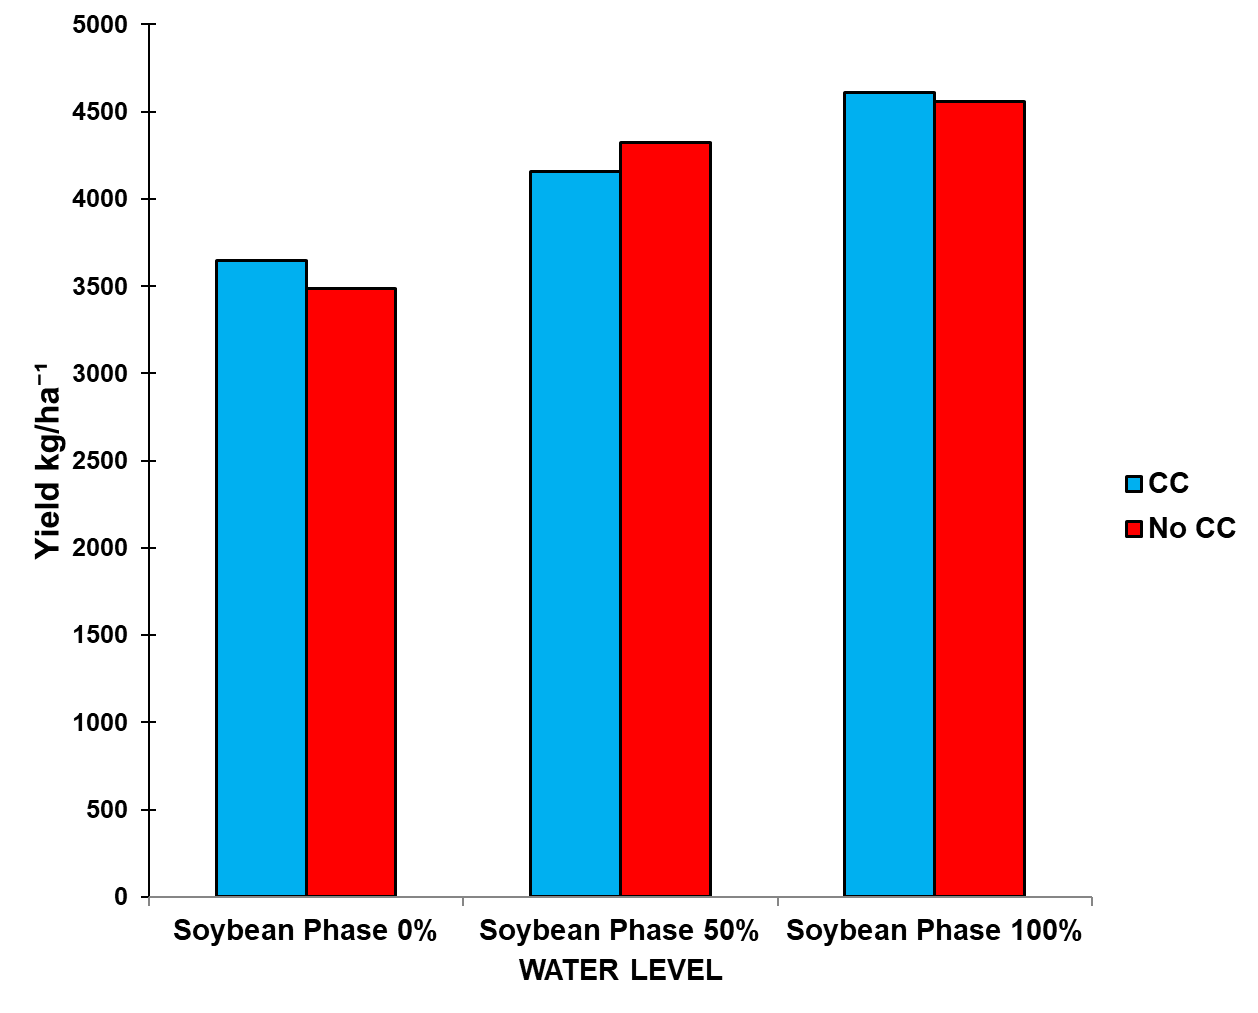 5000
4500
4000
3500
3000
2500
2000
1500
1000
500
0
Yield kg/ha⁻¹
Soybean Phase 0%
Soybean Phase 50%
Soybean Phase 100%
WATER LEVEL
CC
No CC